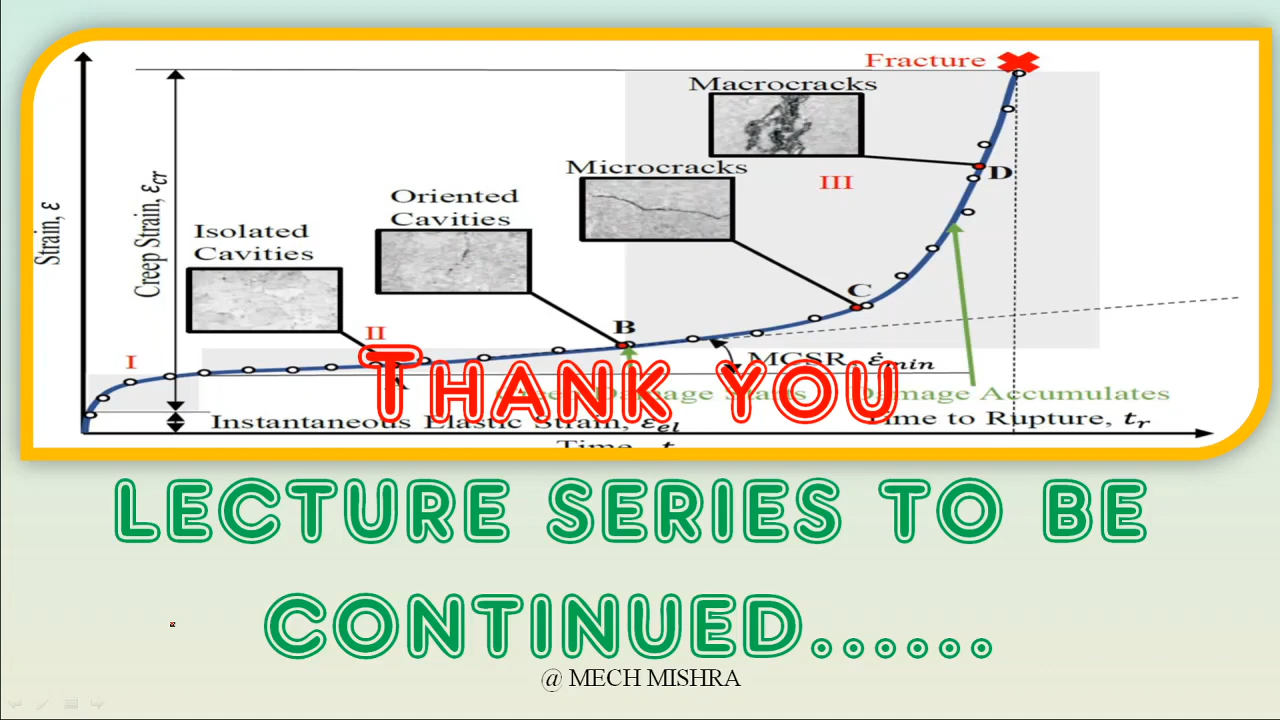 Fracture
Macrocracks
Microcracks
III
D
Oriented
Cavities
Isolated
Cavities
Strain, ε
Creep Strain, εcr
C
B
II
I
A
MCSR, ε̇min
Damage Accumulates
Instantaneous Elastic Strain, εel
Time to Rupture, tr
Time, t
Thank you
LECTURE SERIES TO BE
CONTINUED......
@ MECH MISHRA